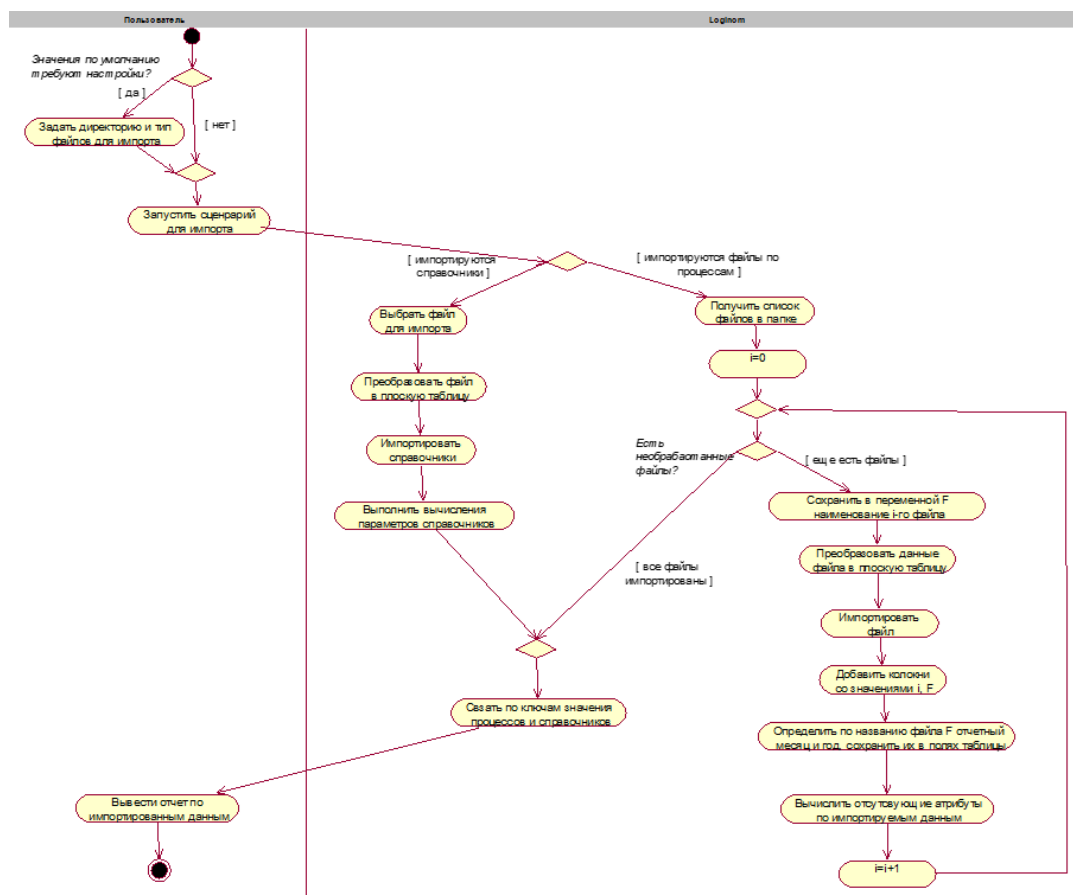 Пользователь
Loginom
Значения по умолчанию
требуют настройки?
[ да ]
[ нет ]
Задать директорию и тип
файлов для импорта
Запустить сценрарий
для импорта
[ импортируются
справочники ]
[ импортируются файлы по
процессам ]
Выбрать файл
для импорта
Получить список
файлов в папке
i=0
Преобразовать файл
в плоскую таблицу
Импортировать
справочники
Есть
необрабастанные
файлы?
[ еще есть файлы ]
Выполнить вычисления
параметров справочников
Сохранить в переменной F
наименование i-го файла
Преобразовать данные
файла в плоскую таблицу
[ все файлы
импортированы ]
Импортировать
файл
Добавить колокни
со значениями i, F
Свзать по ключам значения
процессов и справочников
Определить по названию файла F отчетный
месяц и год, сохранить их в полях таблицы
Вывести отчет по
импортированным данным
Вычислить отсутсвующие атрибуты
по импортируемым данным
i=i+1